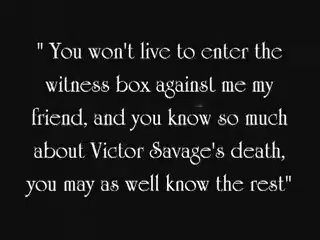 " You won't live to enter the
witness box against me my
friend, and you know so much
about Victor Savage's death,
you may as well know the rest"